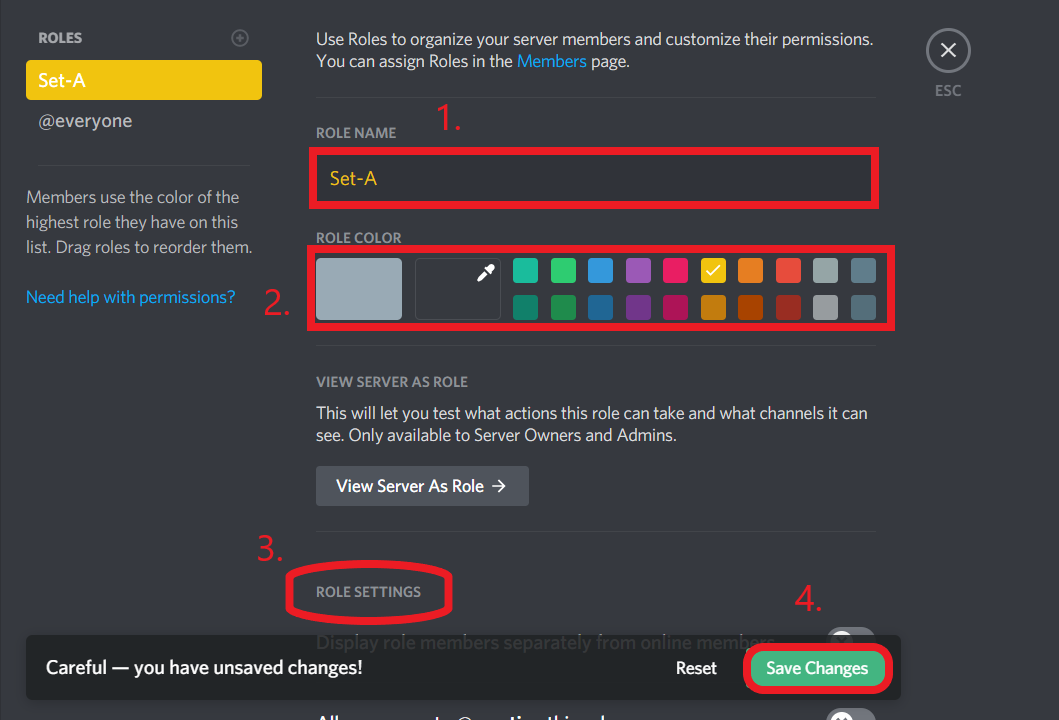 ROLES
Set-A
@everyone
Members use the color of the
highest role they have on this
list. Drag roles to reorder them.
Need help with permissions?
Use Roles to organize your server members and customize their permissions.
You can assign Roles in the Members page.
ESC
1.
ROLE NAME
Set-A
ROLE COLOR
2.
VIEW SERVER AS ROLE
This will let you test what actions this role can take and what channels it can
see. Only available to Server Owners and Admins.
View Server As Role →
3.
ROLE SETTINGS
4.
Display role members separately from online members
Careful — you have unsaved changes!
Reset
Save Changes